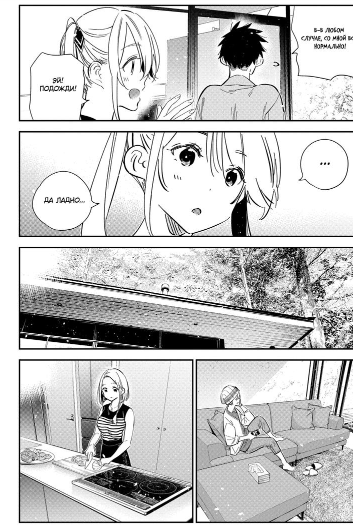 В-В ЛЮБОМ
СЛУЧАЕ, СО МНОЙ ВСЁ
НОРМАЛЬНО!
ЭЙ!
ПОДОЖДИ!
...
ДА ЛАДНО...